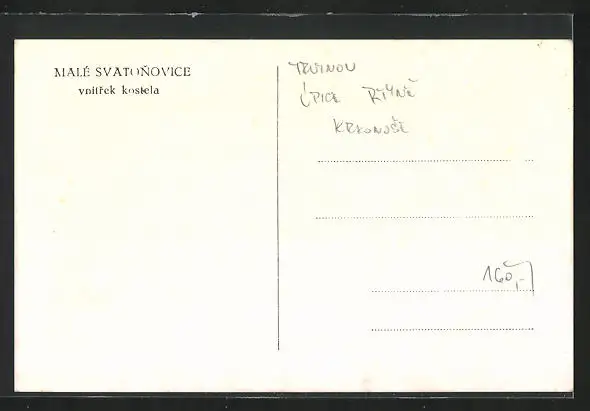 MALÉ SVATOŇOVICE
vnitřek kostela
TRUTNOV
ÚPICE RTYNĚ
KRKONOŠE
160,-